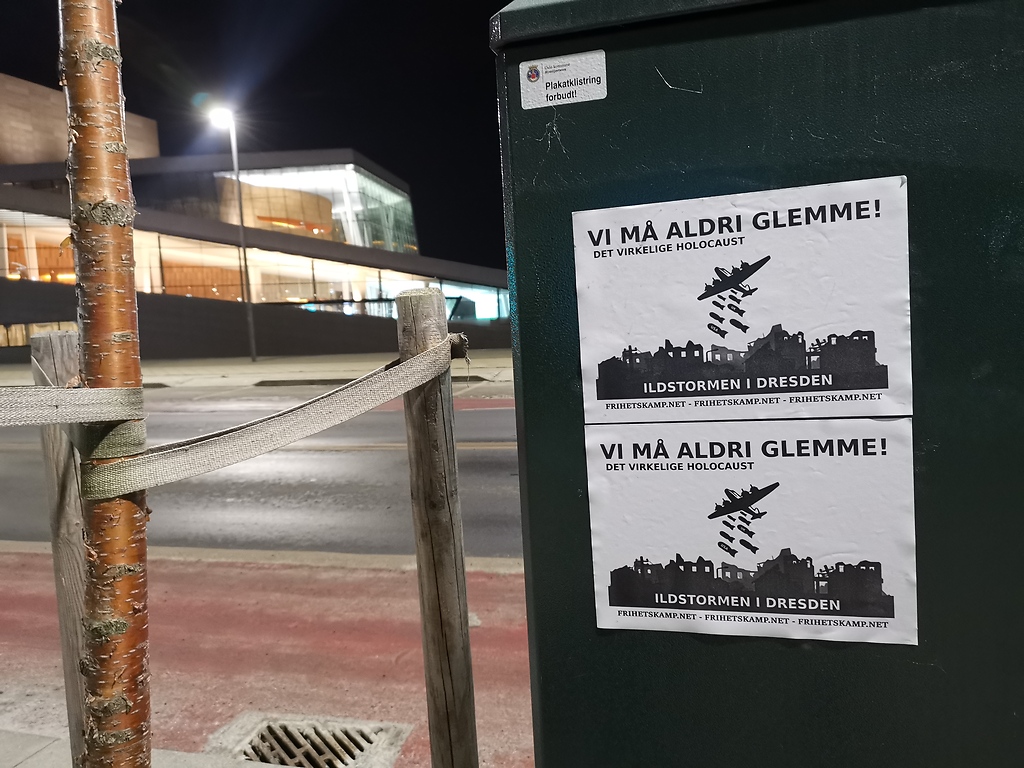 Plakatklistring
forbudt!
VI MÅ ALDRI GLEMME!
DET VIRKELIGE HOLOCAUST
ILDSTORMEN I DRESDEN
FRIHETSKAMP.NET - FRIHETSKAMP.NET - FRIHETSKAMP.NET
VI MÅ ALDRI GLEMME!
DET VIRKELIGE HOLOCAUST
ILDSTORMEN I DRESDEN
FRIHETSKAMP.NET - FRIHETSKAMP.NET - FRIHETSKAMP.NET